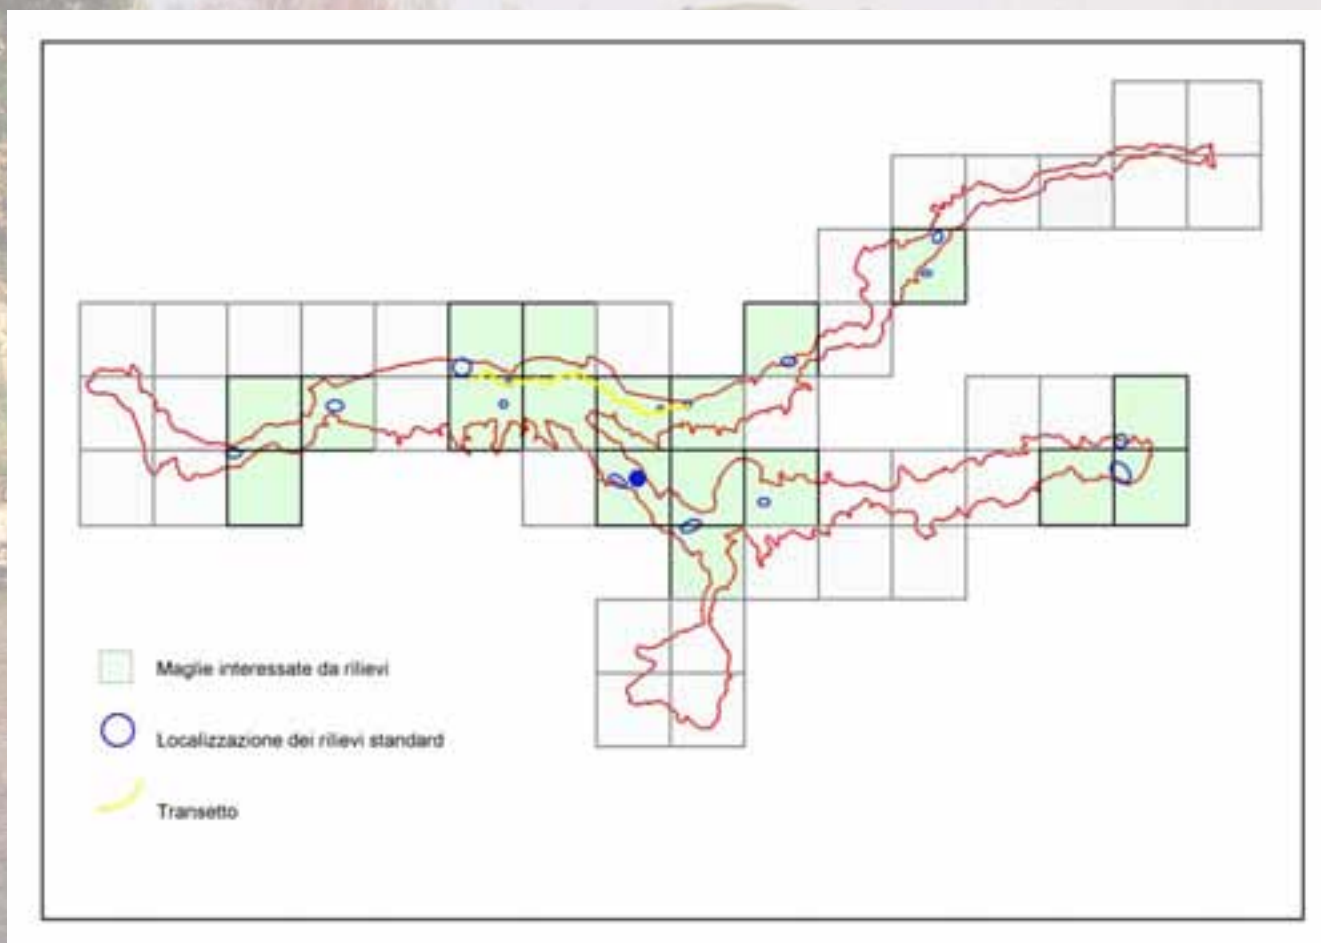 Maglie interessate da rilievi
Localizzazione dei rilievi standard
Transetto